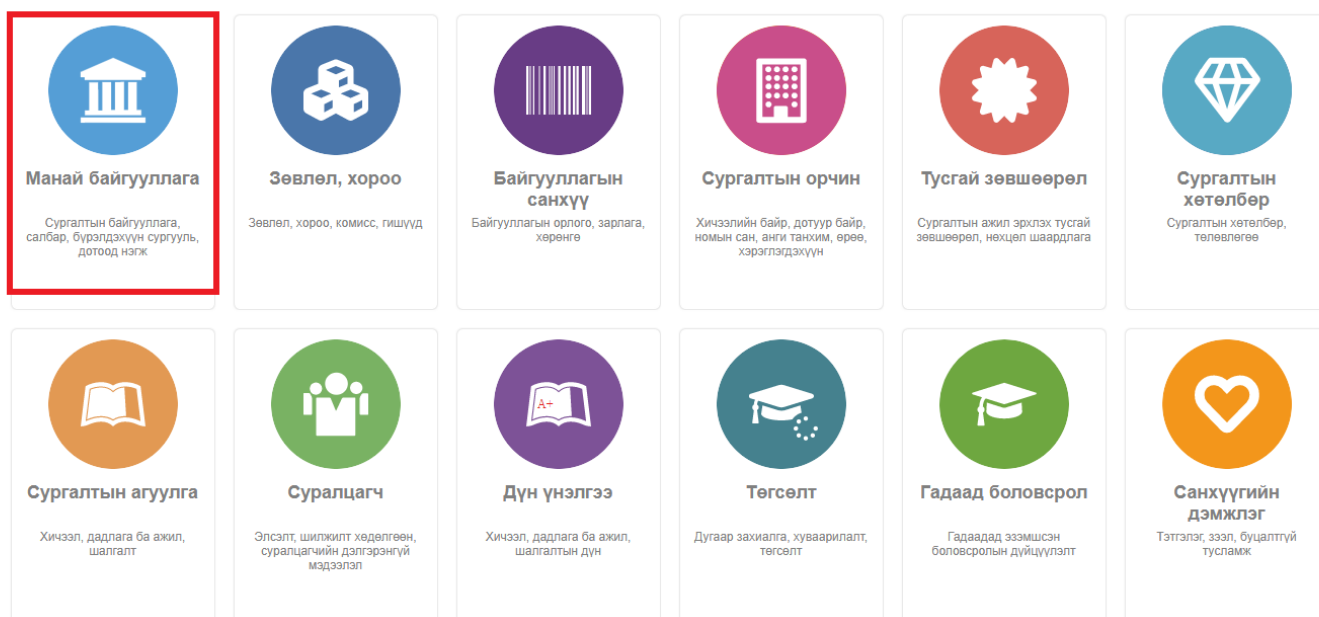 Манай байгууллага
Сургалтын байгууллага,
салбар, бүрэлдэхүүн сургууль,
дотоод нэгж
Зөвлөл, хороо
Зөвлөл, хороо, комисс, гишүүд
Байгууллагын
санхүү
Байгууллагын орлого, зарлага,
хөрөнгө
Сургалтын орчин
Хичээлийн байр, дотуур байр,
номын сан, анги танхим, өрөө,
хэрэглэгдэхүүн
Тусгай зөвшөөрөл
Сургалтын ажил эрхлэх тусгай
зөвшөөрөл, нөхцөл шаардлага
Сургалтын
хөтөлбөр
Сургалтын хөтөлбөр,
төлөвлөгөө
Сургалтын агуулга
Хичээл, дадлага ба ажил,
шалгалт
Суралцагч
Элсэлт, шилжилт хөдөлгөөн,
суралцагчийн дэлгэрэнгүй
мэдээлэл
A+
Дүн үнэлгээ
Хичээл, дадлага ба ажил,
шалгалтын дүн
Төгсөлт
Дугаар захиалга, хуваарилалт,
төгсөлт
Гадаад боловсрол
Гадаадад эзэмшсэн
боловсролын дүйцүүлэлт
Санхүүгийн
дэмжлэг
Тэтгэлэг, зээл, буцалтгүй
тусламж